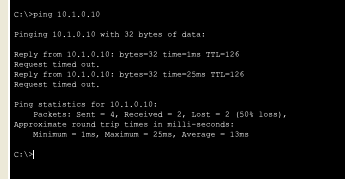 C:\>ping 10.1.0.10
Pinging 10.1.0.10 with 32 bytes of data:
Reply from 10.1.0.10: bytes=32 time=1ms TTL=126
Request timed out.
Reply from 10.1.0.10: bytes=32 time=25ms TTL=126
Request timed out.
Ping statistics for 10.1.0.10:
Packets: Sent = 4, Received = 2, Lost = 2 (50% loss),
Approximate round trip times in milli-seconds:
Minimum = 1ms, Maximum = 25ms, Average = 13ms
C:\>